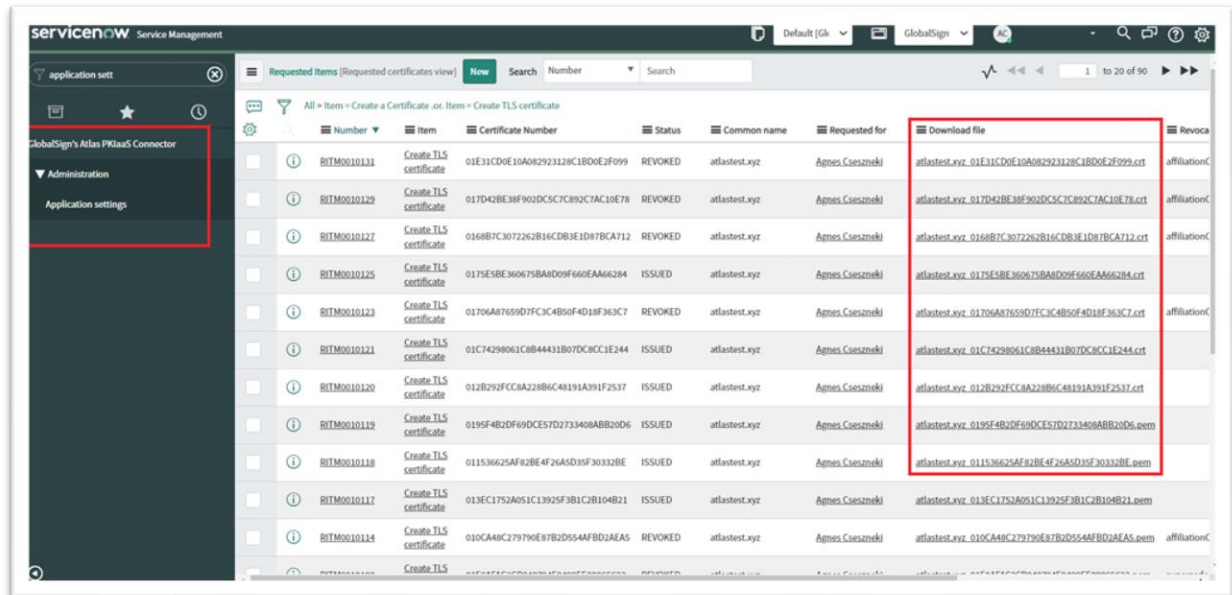 servicenow Service Management
Default [Gl
GlobalSign
AC
application sett
GlobalSign's Atlas PKIaaS Connector
Administration
Application settings
Requested Items [Requested certificates view] New Search Number Search 1 to 20 of 90
All > Item = Create a Certificate .or. Item = Create TLS certificate
Number Item Certificate Number Status Common name Requested for Download file Revoca
RITM0010131 Create TLS certificate 01E31CD0E10A082923128C1BD0E2F099 REVOKED atlastest.xyz Agnes Cseszneki atlastest.xyz_01E31CD0E10A082923128C1BD0E2F099.crt affiliationC
RITM0010129 Create TLS certificate 017D42BE38F902DC5C7C892C7AC10E78 REVOKED atlastest.xyz Agnes Cseszneki atlastest.xyz_017D42BE38F902DC5C7C892C7AC10E78.crt affiliationC
RITM0010127 Create TLS certificate 0168B7C3072262B16CDB3E1D87BCA712 REVOKED atlastest.xyz Agnes Cseszneki atlastest.xyz_0168B7C3072262B16CDB3E1D87BCA712.crt affiliationC
RITM0010125 Create TLS certificate 0175E5BE360675BA8D09F660EAA66284 ISSUED atlastest.xyz Agnes Cseszneki atlastest.xyz_0175E5BE360675BA8D09F660EAA66284.crt
RITM0010123 Create TLS certificate 01706A87659D7FC3C4B50F4D18F363C7 REVOKED atlastest.xyz Agnes Cseszneki atlastest.xyz_01706A87659D7FC3C4B50F4D18F363C7.crt affiliationC
RITM0010121 Create TLS certificate 01C74298061C8B44431B07DC8CC1E244 ISSUED atlastest.xyz Agnes Cseszneki atlastest.xyz_01C74298061C8B44431B07DC8CC1E244.crt
RITM0010120 Create TLS certificate 012B292FCC8A228B6C48191A391F2537 ISSUED atlastest.xyz Agnes Cseszneki atlastest.xyz_012B292FCC8A228B6C48191A391F2537.crt
RITM0010119 Create TLS certificate 0195F4B2DF69DCE57D2733408ABB20D6 ISSUED atlastest.xyz Agnes Cseszneki atlastest.xyz_0195F4B2DF69DCE57D2733408ABB20D6.pem
RITM0010118 Create TLS certificate 011536625AF82BE4F26A5D35F30332BE ISSUED atlastest.xyz Agnes Cseszneki atlastest.xyz_011536625AF82BE4F26A5D35F30332BE.pem
RITM0010117 Create TLS certificate 013EC1752A051C13925F3B1C2B104B21 ISSUED atlastest.xyz Agnes Cseszneki atlastest.xyz_013EC1752A051C13925F3B1C2B104B21.pem
RITM0010114 Create TLS certificate 010CA48C279790E87B2D554AFBD2AEA5 REVOKED atlastest.xyz Agnes Cseszneki atlastest.xyz_010CA48C279790E87B2D554AFBD2AEA5.pem affiliationC
Create TLS